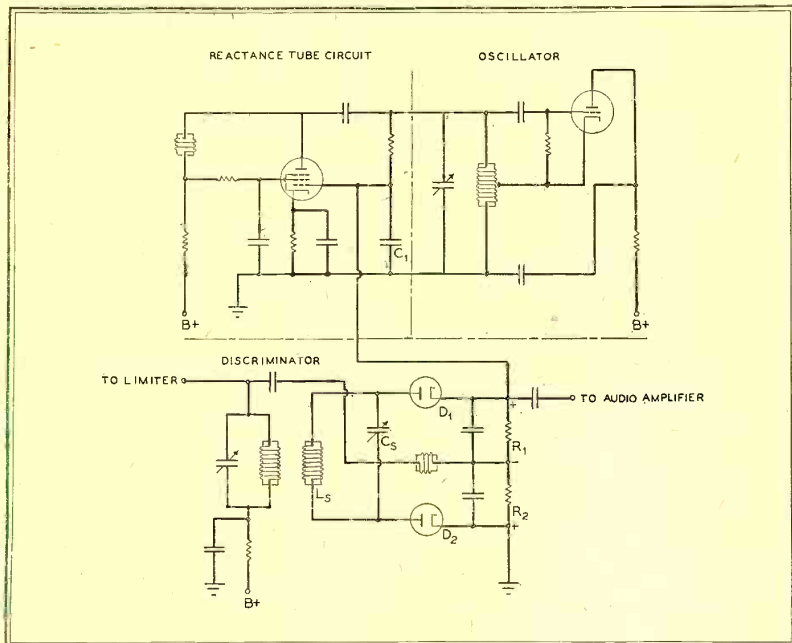 REACTANCE TUBE CIRCUIT
OSCILLATOR
C1
B+
B+
DISCRIMINATOR
TO LIMITER
D1
+
TO AUDIO AMPLIFIER
CS
R1
-
LS
R2
D2
+
B+